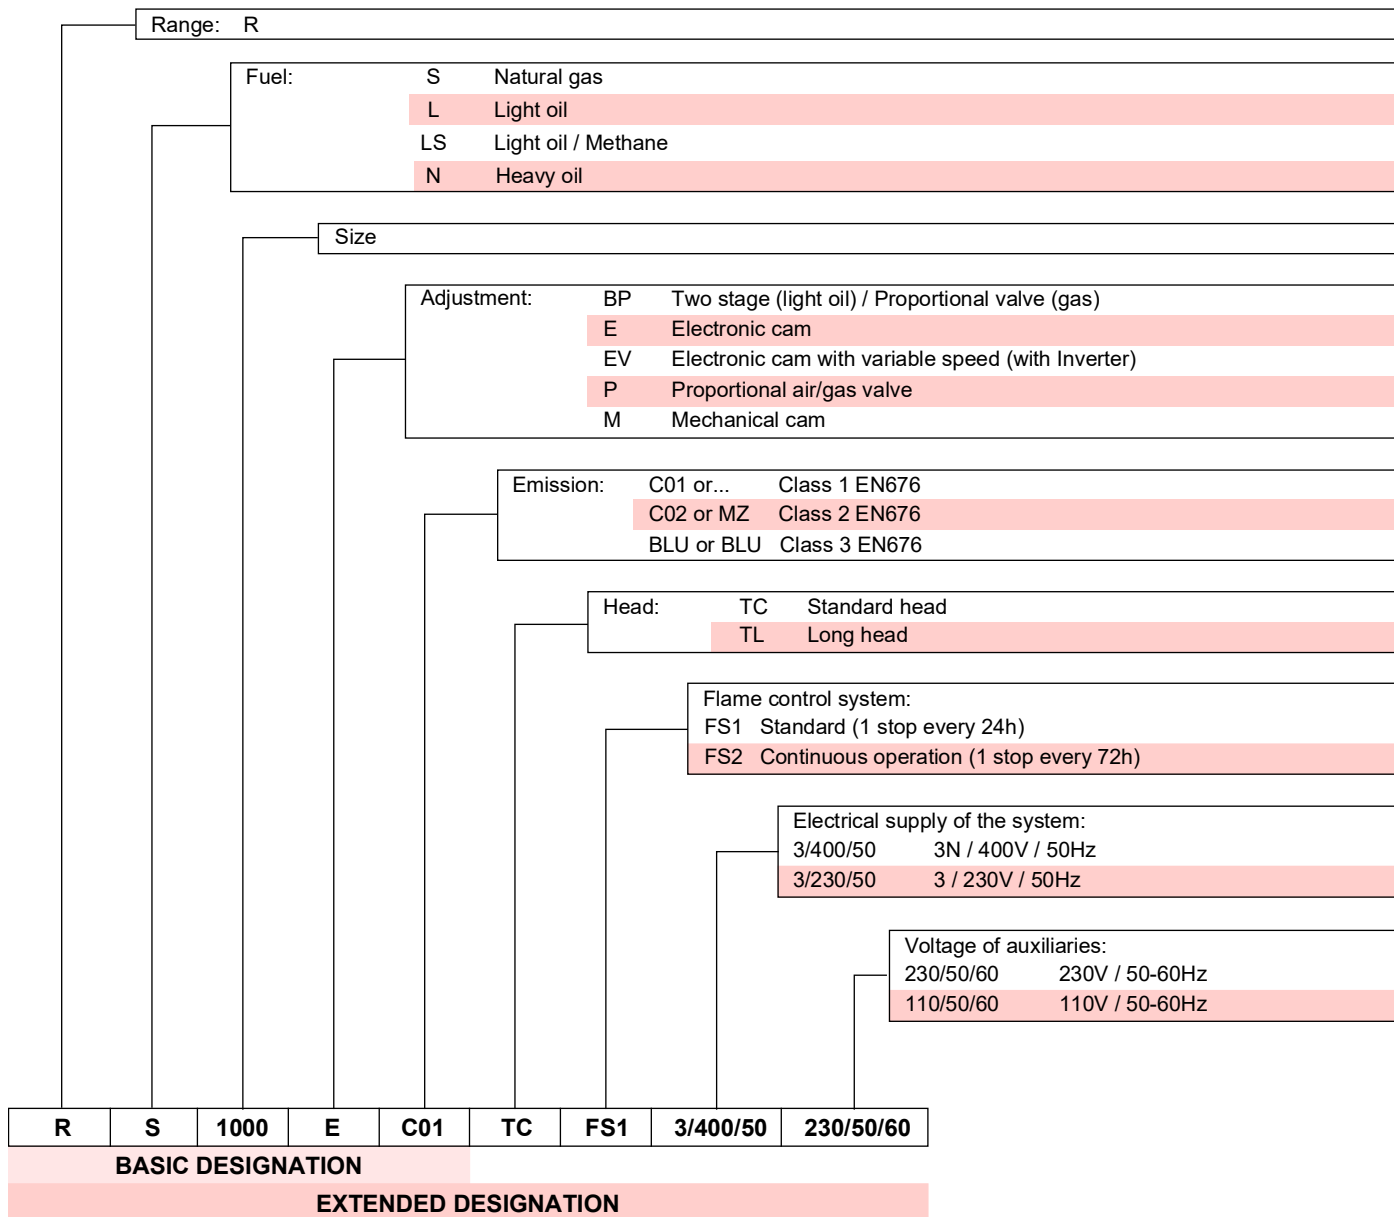 Range: R
Fuel: S Natural gas
L Light oil
LS Light oil / Methane
N Heavy oil
Size
Adjustment: BP Two stage (light oil) / Proportional valve (gas)
E Electronic cam
EV Electronic cam with variable speed (with Inverter)
P Proportional air/gas valve
M Mechanical cam
Emission: C01 or... Class 1 EN676
C02 or MZ Class 2 EN676
BLU or BLU Class 3 EN676
Head: TC Standard head
TL Long head
Flame control system:
FS1 Standard (1 stop every 24h)
FS2 Continuous operation (1 stop every 72h)
Electrical supply of the system:
3/400/50 3N / 400V / 50Hz
3/230/50 3 / 230V / 50Hz
Voltage of auxiliaries:
230/50/60 230V / 50-60Hz
110/50/60 110V / 50-60Hz
R S 1000 E C01 TC FS1 3/400/50 230/50/60
BASIC DESIGNATION
EXTENDED DESIGNATION